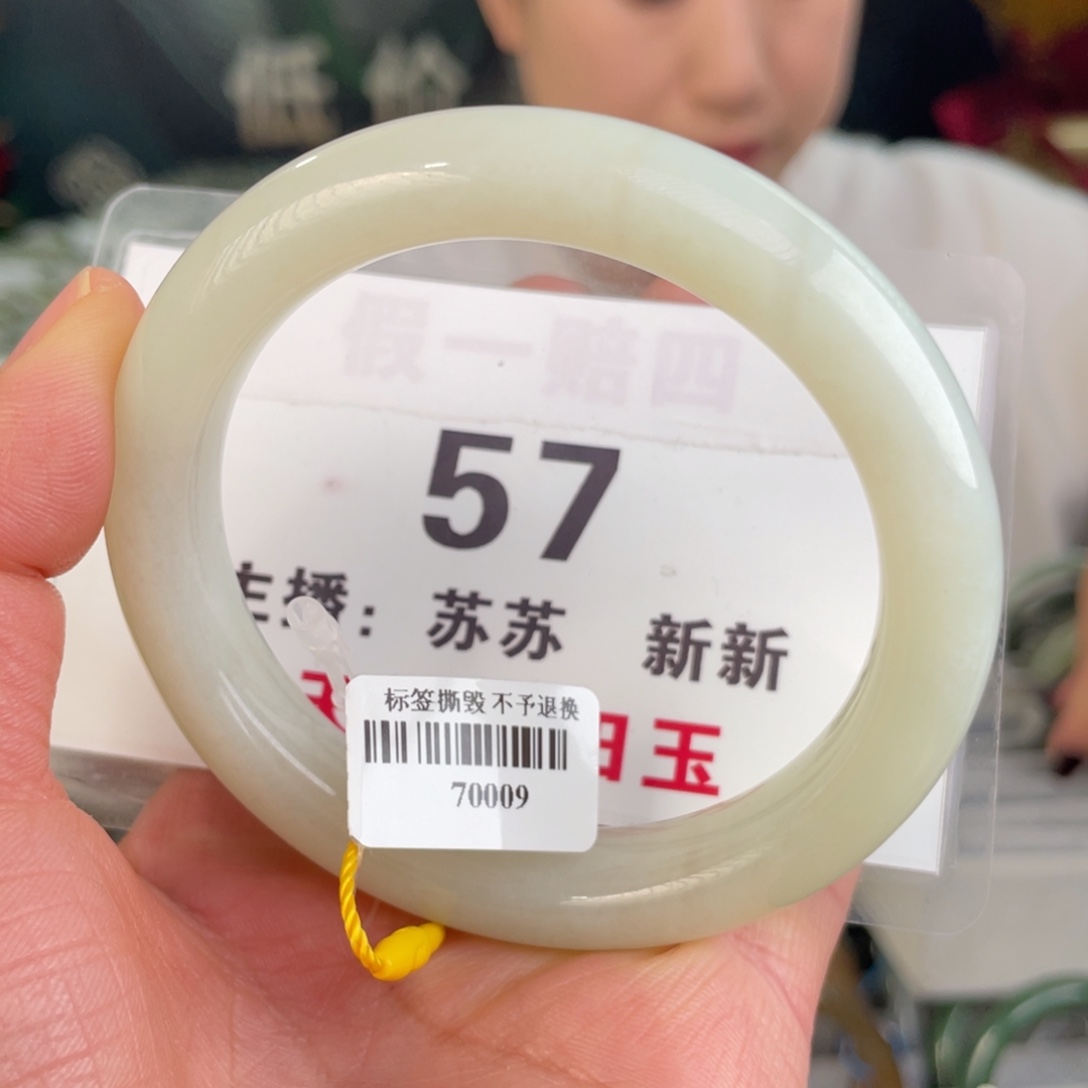 低价
假一赔四
57
主播：苏苏 新新
标签撕毁 不予退换
70009
白玉